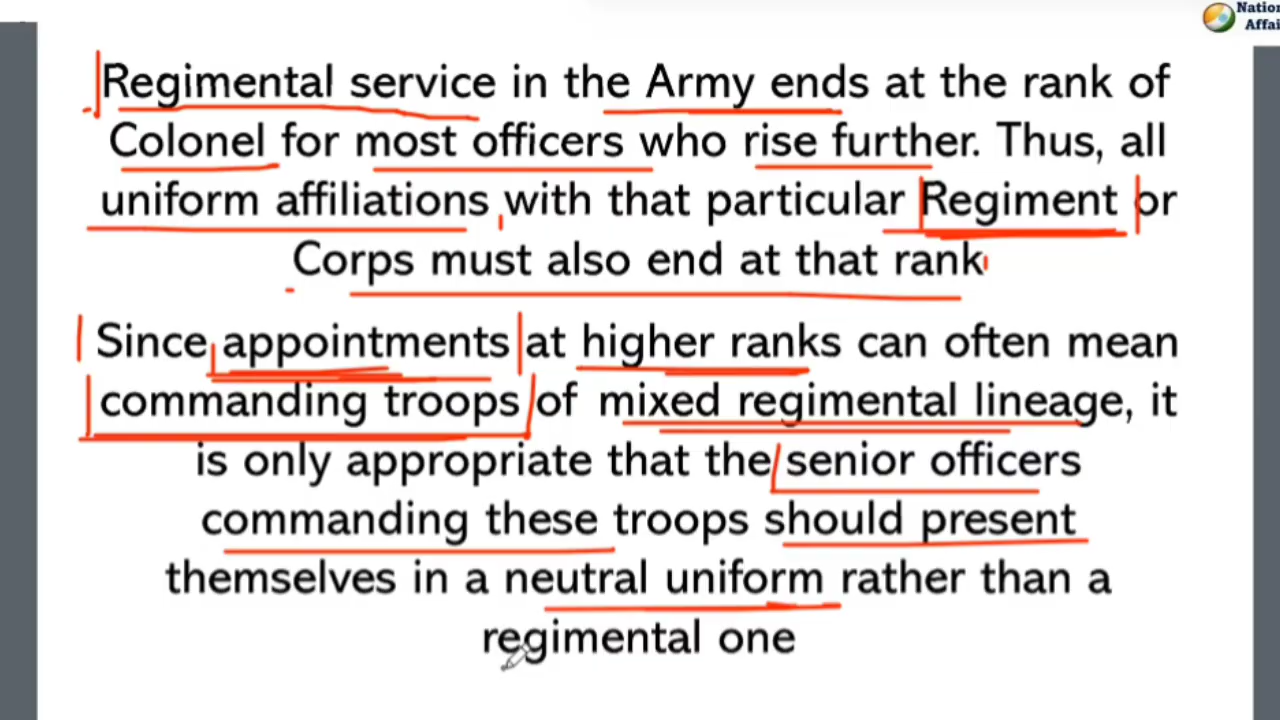 Nation
Affai
Regimental service in the Army ends at the rank of
Colonel for most officers who rise further. Thus, all
uniform affiliations with that particular Regiment or
Corps must also end at that rank
Since appointments at higher ranks can often mean
commanding troops of mixed regimental lineage, it
is only appropriate that the senior officers
commanding these troops should present
themselves in a neutral uniform rather than a
regimental one